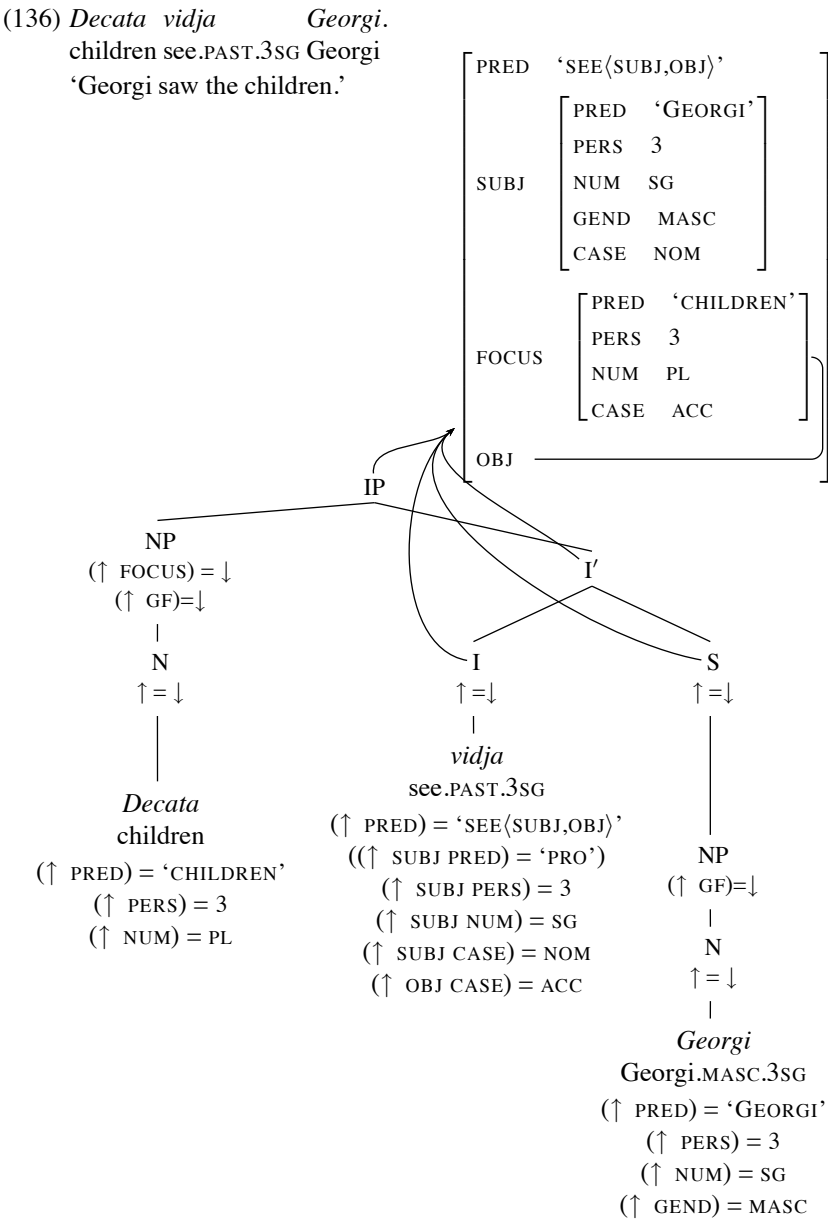 (136) Decata vidja Georgi.
children see.PAST.3SG Georgi
‘Georgi saw the children.’
PRED ‘SEE⟨SUBJ,OBJ⟩’
SUBJ
PRED ‘GEORGI’
PERS 3
NUM SG
GEND MASC
CASE NOM
FOCUS
PRED ‘CHILDREN’
PERS 3
NUM PL
CASE ACC
OBJ
IP
NP
(↑ FOCUS) = ↓
(↑ GF)=↓
N
↑ = ↓
Decata
children
(↑ PRED) = ‘CHILDREN’
(↑ PERS) = 3
(↑ NUM) = PL
I′
I
↑ =↓
vidja
see.PAST.3SG
(↑ PRED) = ‘SEE⟨SUBJ,OBJ⟩’
((↑ SUBJ PRED) = ‘PRO’)
(↑ SUBJ PERS) = 3
(↑ SUBJ NUM) = SG
(↑ SUBJ CASE) = NOM
(↑ OBJ CASE) = ACC
S
↑ =↓
NP
(↑ GF)=↓
N
↑ = ↓
Georgi
Georgi.MASC.3SG
(↑ PRED) = ‘GEORGI’
(↑ PERS) = 3
(↑ NUM) = SG
(↑ GEND) = MASC